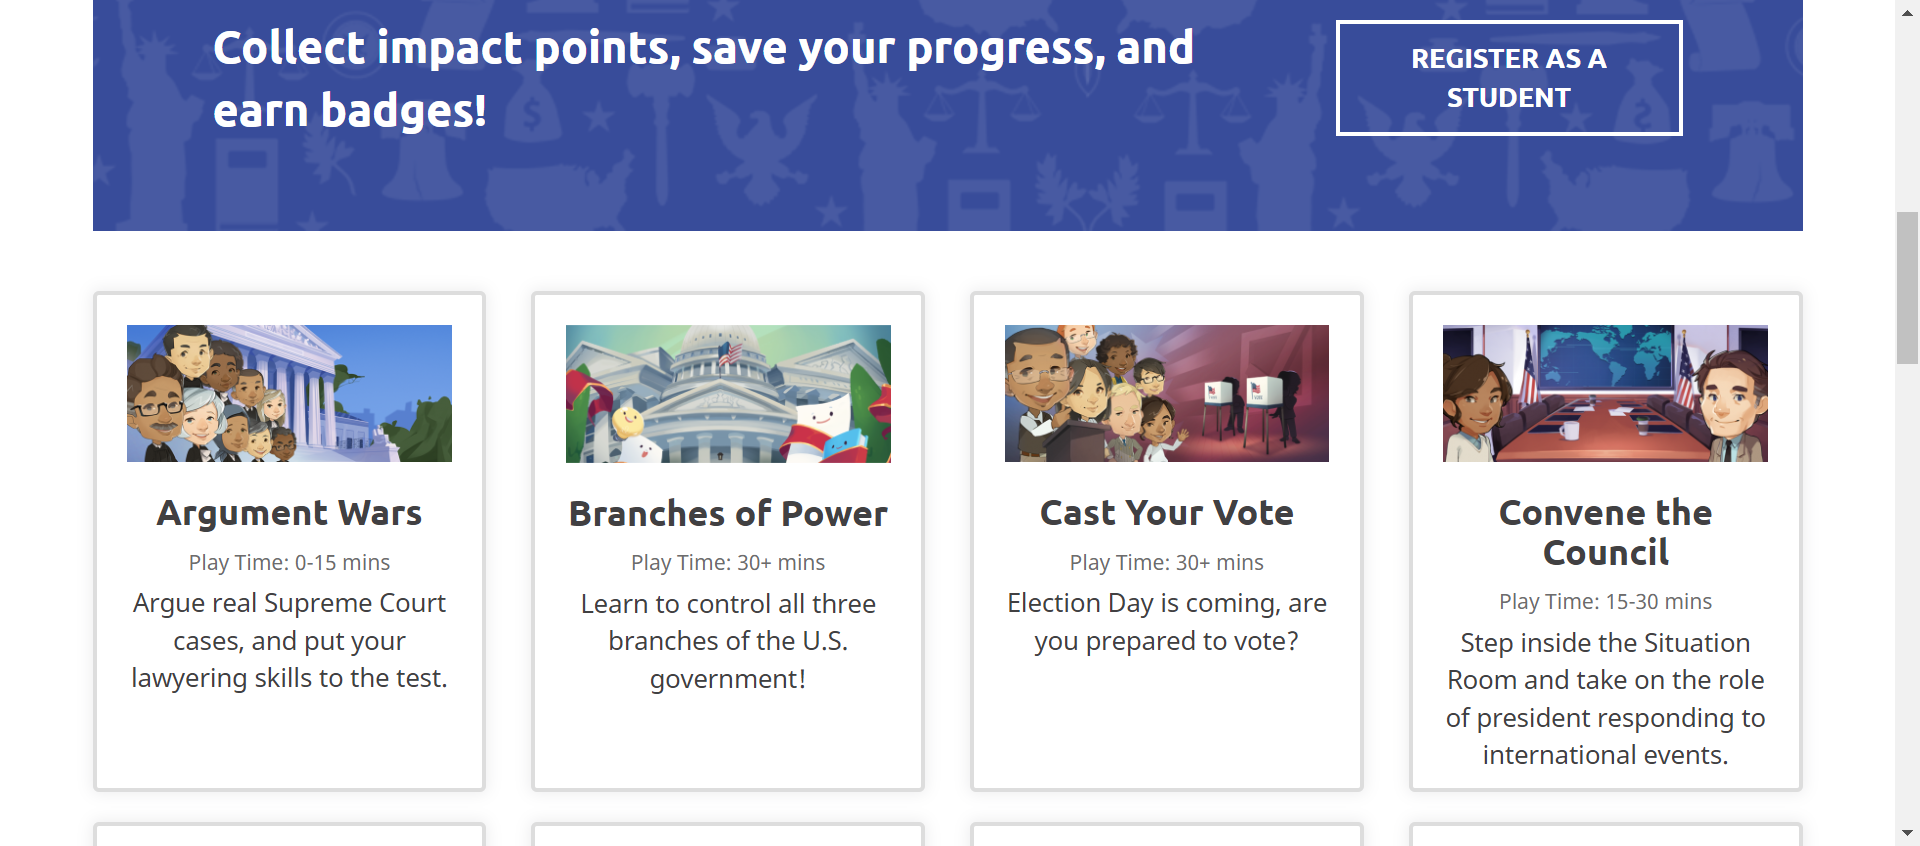 Collect impact points, save your progress, and
earn badges!
REGISTER AS A
STUDENT
Argument Wars
Play Time: 0-15 mins
Argue real Supreme Court
cases, and put your
lawyering skills to the test.
Branches of Power
Play Time: 30+ mins
Learn to control all three
branches of the U.S.
government!
Cast Your Vote
Play Time: 30+ mins
Election Day is coming, are
you prepared to vote?
Convene the
Council
Play Time: 15-30 mins
Step inside the Situation
Room and take on the role
of president responding to
international events.